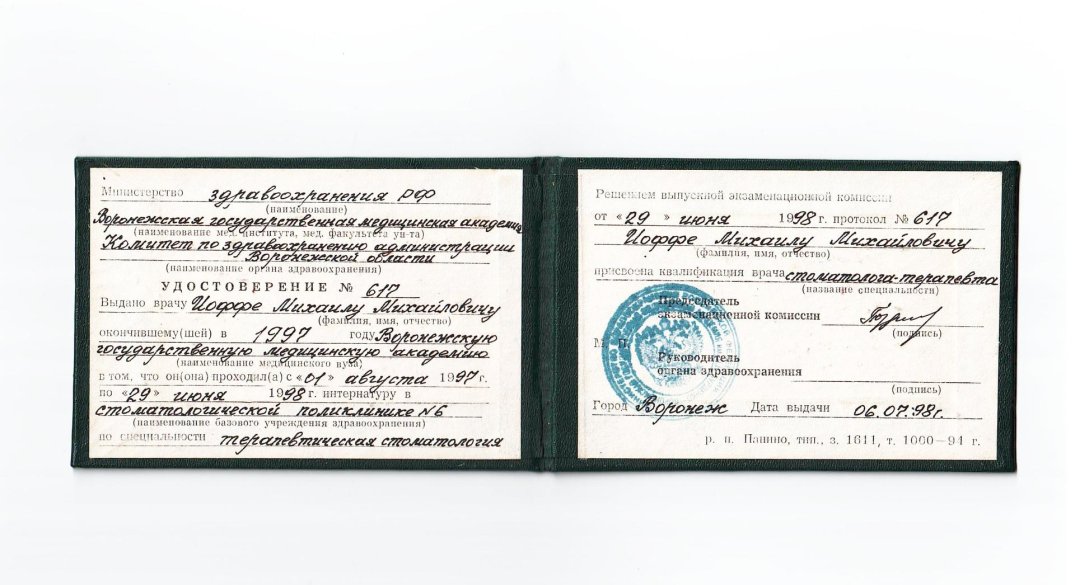 Министерство здравоохранения РФ
(наименование)
Воронежская государственная медицинская академия
(наименование мед. института, мед. факультета ун-та)
Комитет по здравоохранению администрации
Воронежской области
(наименование органа здравоохранения)
УДОСТОВЕРЕНИЕ № 617
Выдано врачу Иоффе Михаилу Михайловичу
(фамилия, имя, отчество)
окончившему(шей) в 1997 году Воронежскую
государственную медицинскую академию
(наименование медицинского вуза)
в том, что он(она) проходил(а) с «01» августа 1997 г.
по «29» июня 1998 г. интернатуру в
стоматологической поликлинике №6
(наименование базового учреждения здравоохранения)
по специальности терапевтическая стоматология
Решением выпускной экзаменационной комиссии
от «29» июня 1998 г. протокол № 617
Иоффе Михаилу Михайловичу
(фамилия, имя, отчество)
присвоена квалификация врача стоматолога-терапевта
(название специальности)
Председатель
экзаменационной комиссии
(подпись)
М. П.
Руководитель
органа здравоохранения
(подпись)
Город Воронеж Дата выдачи 06.07.98г.
р. п. Панино, тип., з. 1611, т. 1000—94 г.